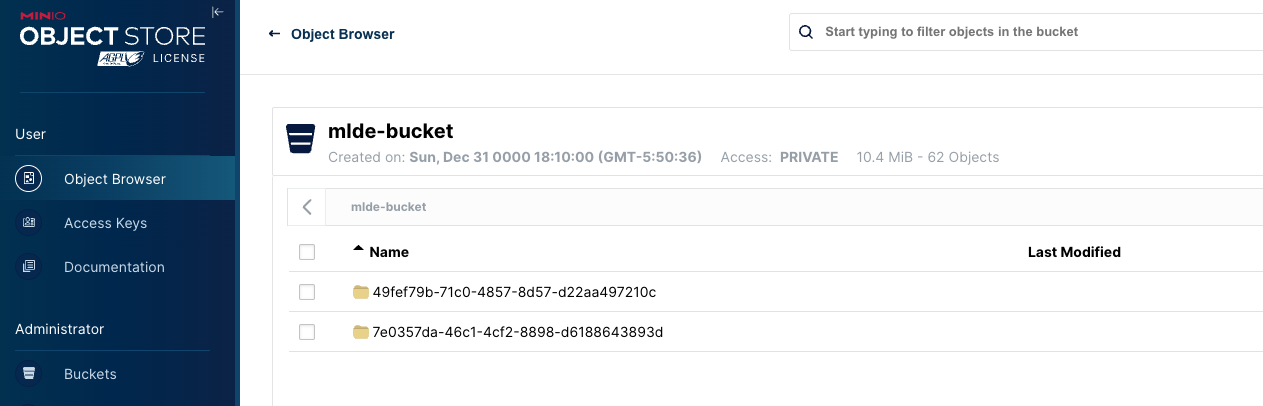 MINIO
OBJECT STORE
AGPL LICENSE
User
Object Browser
Access Keys
Documentation
Administrator
Buckets
← Object Browser
Start typing to filter objects in the bucket
mlde-bucket
Created on: Sun, Dec 31 0000 18:10:00 (GMT-5:50:36) Access: PRIVATE 10.4 MiB - 62 Objects
mlde-bucket
Name Last Modified
49fef79b-71c0-4857-8d57-d22aa497210c
7e0357da-46c1-4cf2-8898-d6188643893d